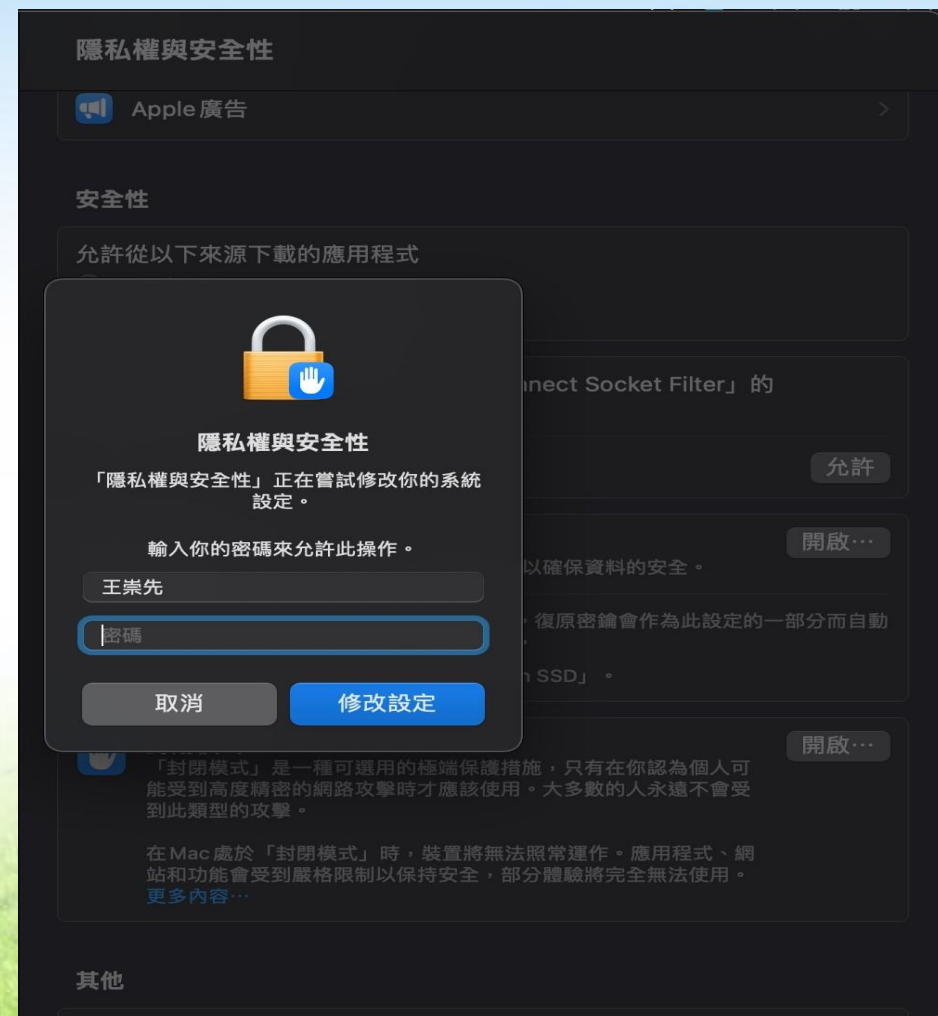 隱私權與安全性
Apple廣告
安全性
允許從以下來源下載的應用程式
nnect Socket Filter」的
允許
隱私權與安全性
「隱私權與安全性」正在嘗試修改你的系統
設定。
輸入你的密碼來允許此操作。
王崇先
密碼
取消
修改設定
開啟⋯
以確保資料的安全。
復原密鑰會作為此設定的一部分而自動
SSD」。
開啟⋯
「封閉模式」是一種可選用的極端保護措施,只有在你認為個人可
能受到高度精密的網路攻擊時才應該使用。大多數的人永遠不會受
到此類型的攻擊。
在Mac處於「封閉模式」時,裝置將無法照常運作。應用程式、網
站和功能會受到嚴格限制以保持安全,部分體驗將完全無法使用。
更多內容⋯
其他